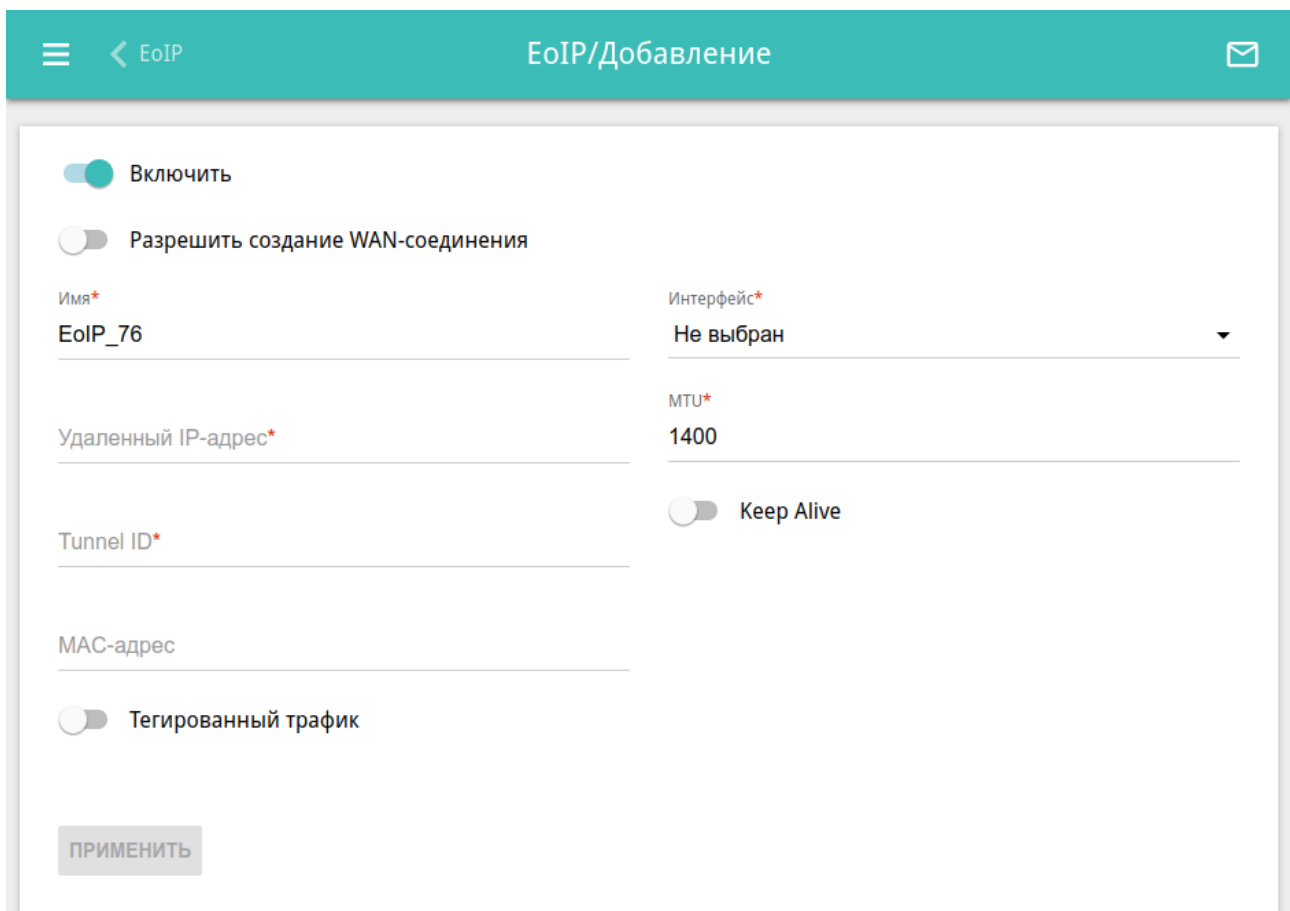 EoIP
EoIP/Добавление
Включить
Разрешить создание WAN-соединения
Имя*
EoIP_76
Интерфейс*
Не выбран
Удаленный IP-адрес*
MTU*
1400
Tunnel ID*
Keep Alive
MAC-адрес
Тегированный трафик
ПРИМЕНИТЬ